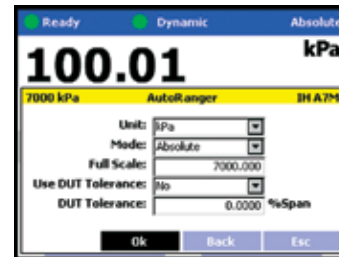 Ready Dynamic Absolute
100.01 kPa
7000 kPa AutoRanger IH A7M
Unit: kPa
Mode: Absolute
Full Scale: 7000.000
Use DUT Tolerance: No
DUT Tolerance: 0.0000 %Span
Ok Back Esc